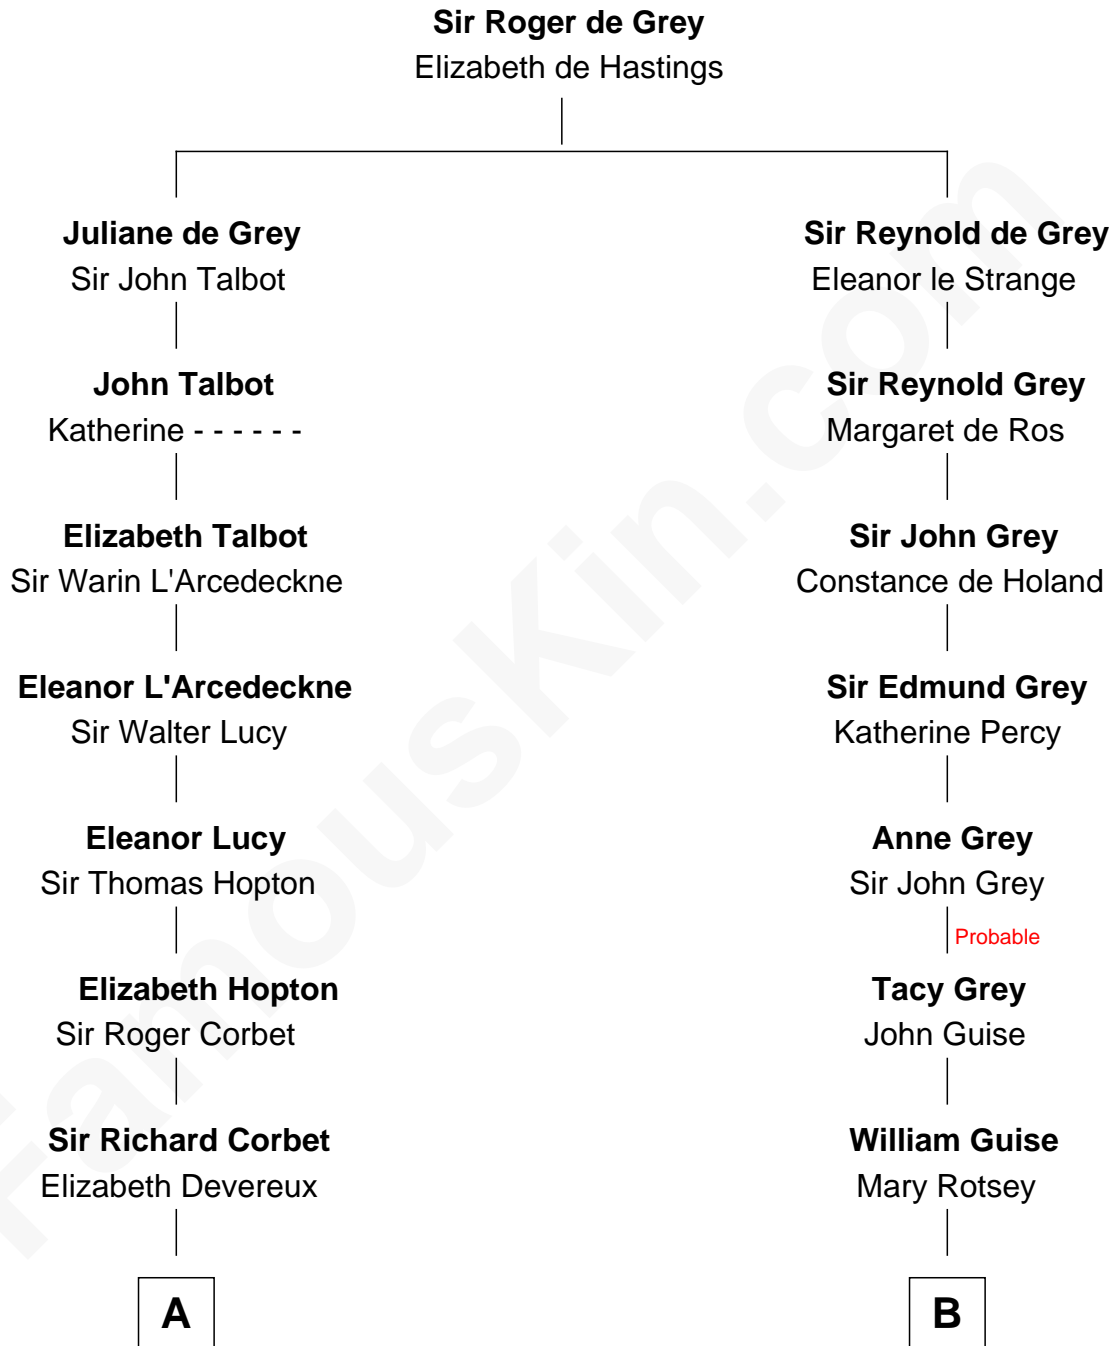 Sir Roger de Grey
Elizabeth de Hastings
Juliane de Grey
Sir John Talbot
John Talbot
Katherine - - - - - -
Elizabeth Talbot
Sir Warin L'Arcedeckne
Eleanor L'Arcedeckne
Sir Walter Lucy
Eleanor Lucy
Sir Thomas Hopton
Elizabeth Hopton
Sir Roger Corbet
Sir Richard Corbet
Elizabeth Devereux
A
Sir Reynold de Grey
Eleanor le Strange
Sir Reynold Grey
Margaret de Ros
Sir John Grey
Constance de Holand
Sir Edmund Grey
Katherine Percy
Anne Grey
Sir John Grey
Probable
Tacy Grey
John Guise
William Guise
Mary Rotsey
B
FamousKin.com